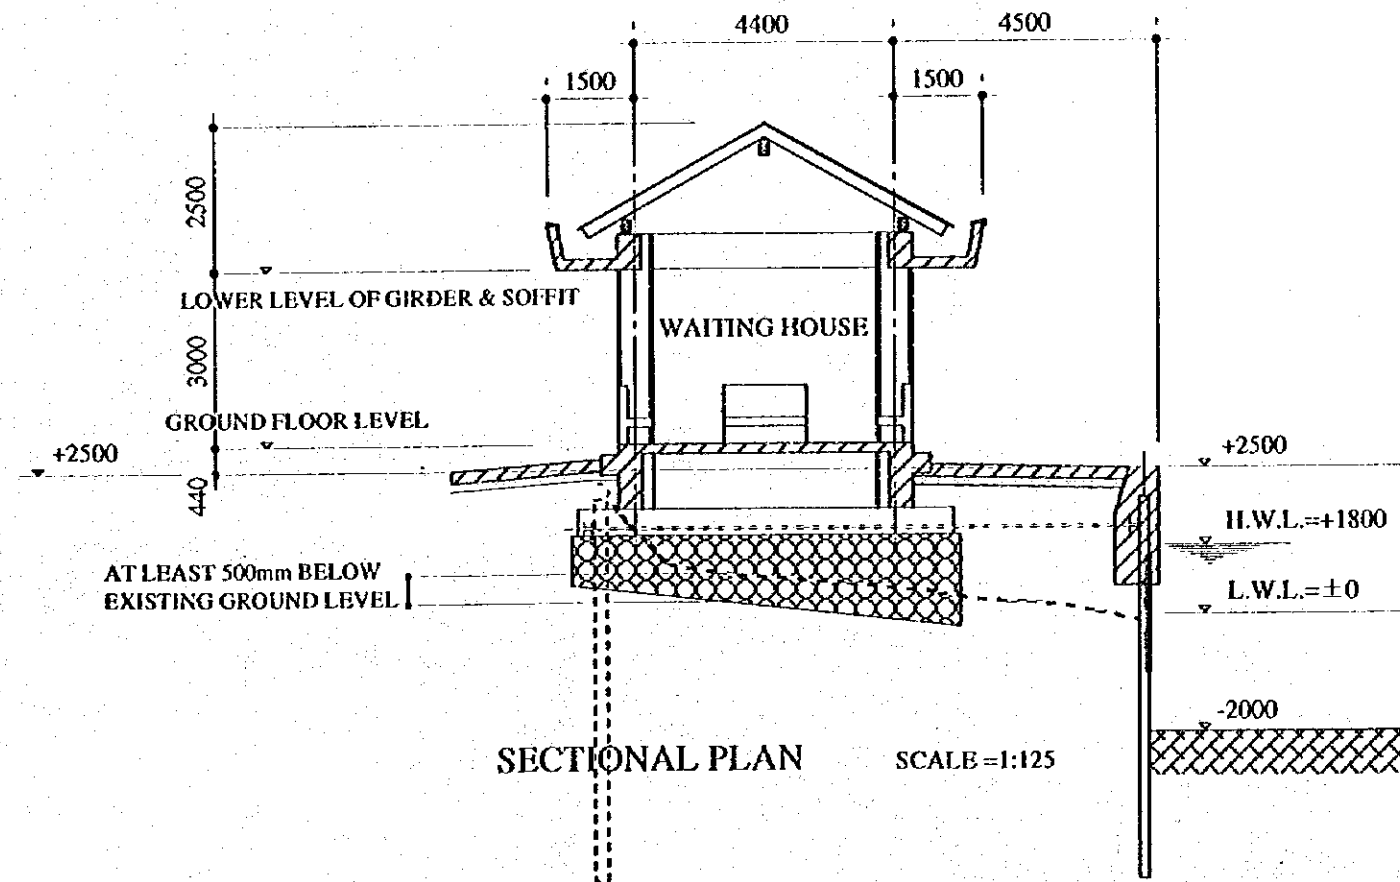 4400
4500
1500
1500
2500
LOWER LEVEL OF GIRDER & SOFFIT
WAITING HOUSE
3000
GROUND FLOOR LEVEL
+2500
+2500
440
H.W.L.=+1800
AT LEAST 500mm BELOW
EXISTING GROUND LEVEL
L.W.L.=±0
-2000
SECTIONAL PLAN
SCALE =1:125